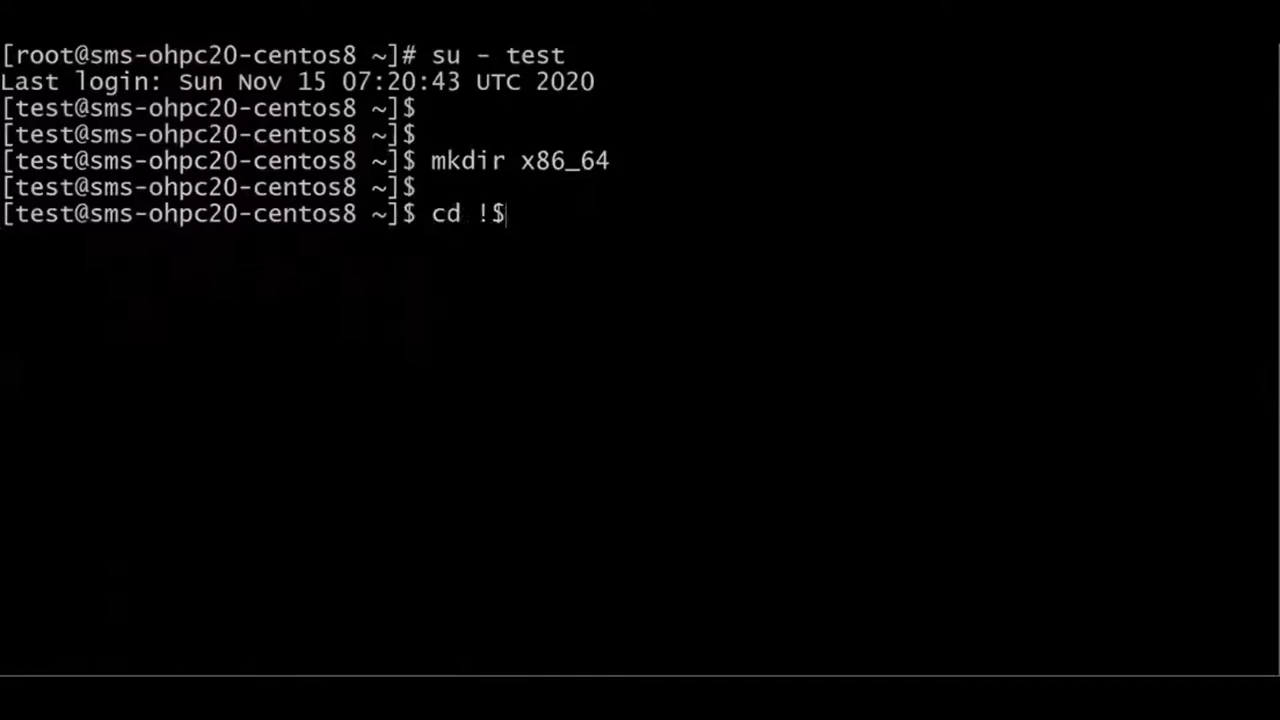 [root@sms-ohpc20-centos8 ~]# su - test
Last login: Sun Nov 15 07:20:43 UTC 2020
[test@sms-ohpc20-centos8 ~]$
[test@sms-ohpc20-centos8 ~]$
[test@sms-ohpc20-centos8 ~]$ mkdir x86_64
[test@sms-ohpc20-centos8 ~]$
[test@sms-ohpc20-centos8 ~]$ cd !$